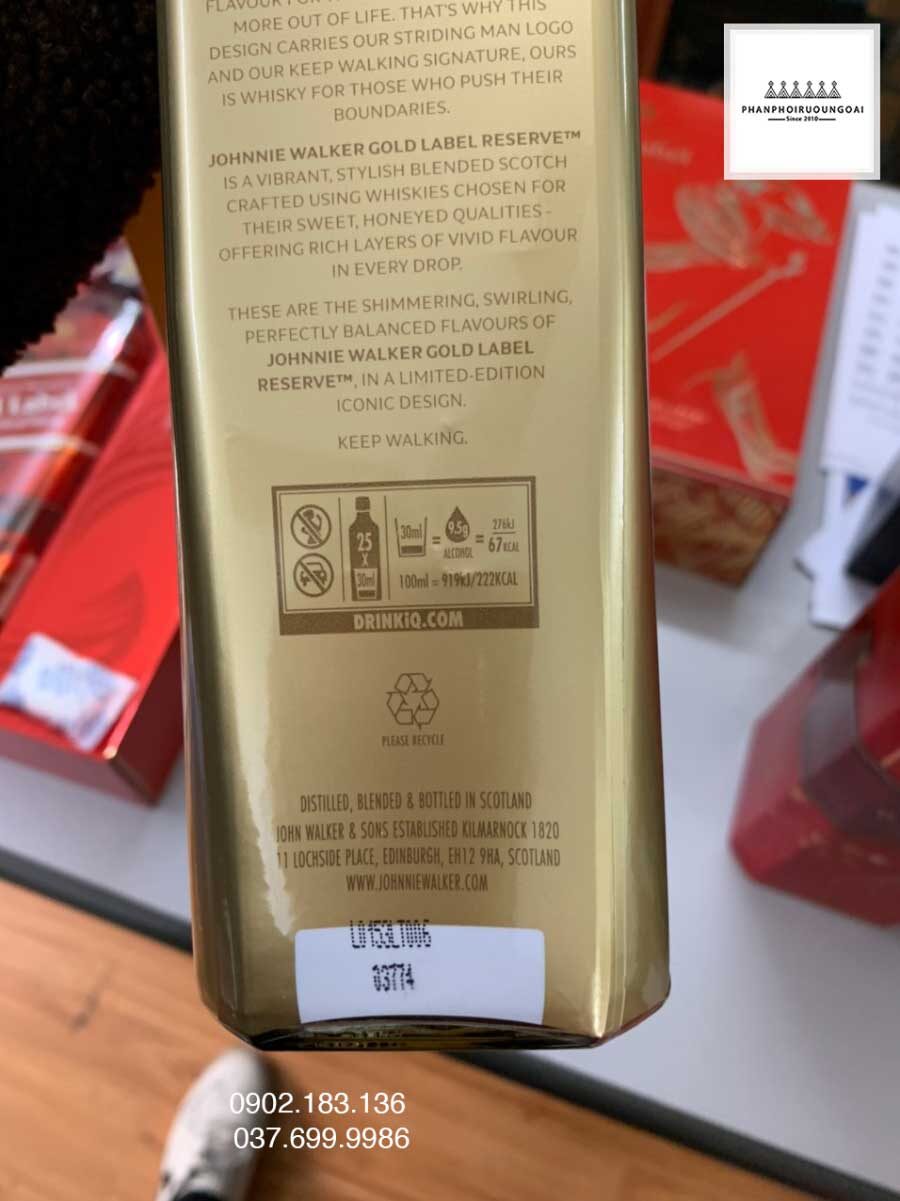 FLAVOUR FOR
MORE OUT OF LIFE. THAT'S WHY THIS
DESIGN CARRIES OUR STRIDING MAN LOGO
AND OUR KEEP WALKING SIGNATURE, OURS
IS WHISKY FOR THOSE WHO PUSH THEIR
BOUNDARIES.
JOHNNIE WALKER GOLD LABEL RESERVE™
IS A VIBRANT, STYLISH BLENDED SCOTCH
CRAFTED USING WHISKIES CHOSEN FOR
THEIR SWEET, HONEYED QUALITIES -
OFFERING RICH LAYERS OF VIVID FLAVOUR
IN EVERY DROP.
THESE ARE THE SHIMMERING, SWIRLING,
PERFECTLY BALANCED FLAVOURS OF
JOHNNIE WALKER GOLD LABEL
RESERVE™, IN A LIMITED-EDITION
ICONIC DESIGN.
KEEP WALKING.
25 X 30ml
30ml = 9.5g ALCOHOL = 276kJ 67KCAL
100ml = 919kJ/222KCAL
DRINKiQ.COM
PLEASE RECYCLE
DISTILLED, BLENDED & BOTTLED IN SCOTLAND
JOHN WALKER & SONS ESTABLISHED KILMARNOCK 1820
11 LOCHSIDE PLACE, EDINBURGH, EH12 9HA, SCOTLAND
WWW.JOHNNIEWALKER.COM
L0153LT006
03774
PHANPHOIRUOUNGOAI
Since 2010
Label
0902.183.136
037.699.9986